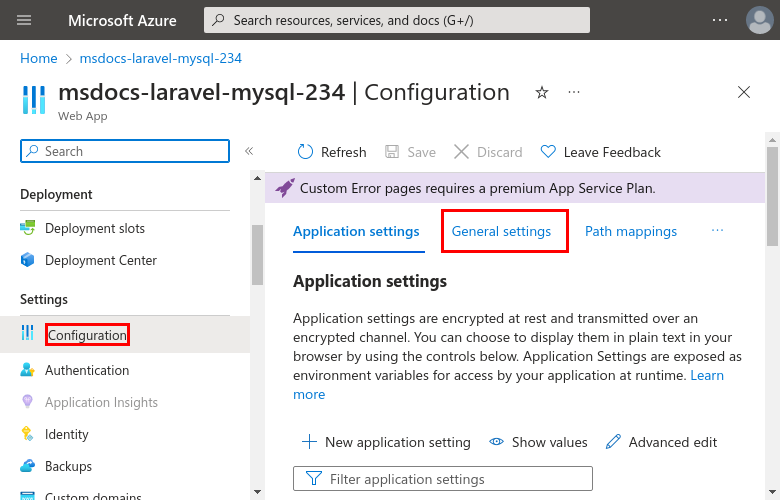 Microsoft Azure
Search resources, services, and docs (G+/)
Home > msdocs-laravel-mysql-234
msdocs-laravel-mysql-234 | Configuration
Web App
Search
Refresh
Save
Discard
Leave Feedback
Custom Error pages requires a premium App Service Plan.
Deployment
Deployment slots
Deployment Center
Settings
Configuration
Authentication
Application Insights
Identity
Backups
Custom domains
Application settings
General settings
Path mappings
Application settings
Application settings are encrypted at rest and transmitted over an
encrypted channel. You can choose to display them in plain text in your
browser by using the controls below. Application Settings are exposed as
environment variables for access by your application at runtime. Learn
more
New application setting
Show values
Advanced edit
Filter application settings